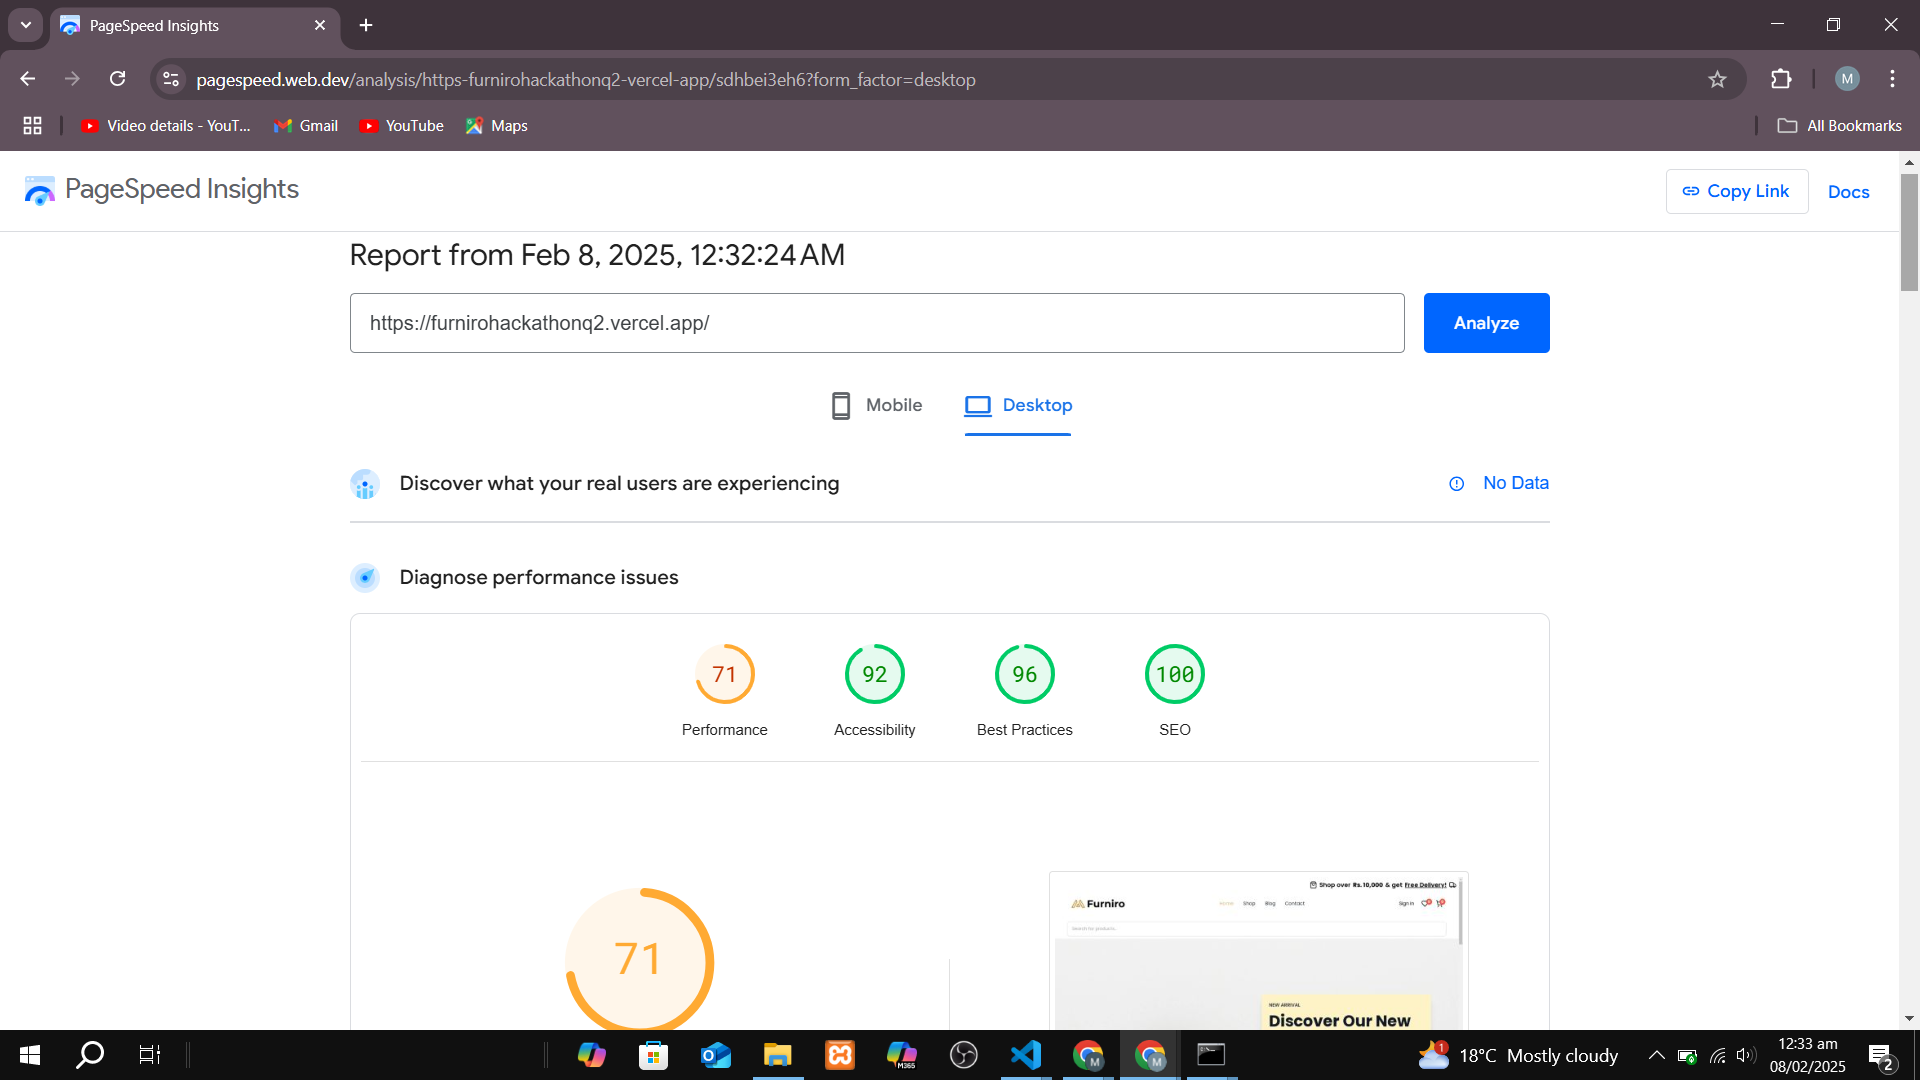 PageSpeed Insights
pagespeed.web.dev/analysis/https-furnirohackathonq2-vercel-app/sdhbei3eh6?form_factor=desktop
M
Video details - YouT...
Gmail
YouTube
Maps
All Bookmarks
PageSpeed Insights
Copy Link
Docs
Report from Feb 8, 2025, 12:32:24 AM
https://furnirohackathonq2.vercel.app/
Analyze
Mobile
Desktop
Discover what your real users are experiencing
No Data
Diagnose performance issues
71
92
96
100
Performance
Accessibility
Best Practices
SEO
71
Shop over Rs.10,000 & get Free Delivery!
Furniro
Home
Shop
Blog
Contact
Sign In
Search for products...
NEW ARRIVAL
Discover Our New
M365
M
M
1
18°C Mostly cloudy
12:33 am
08/02/2025
2